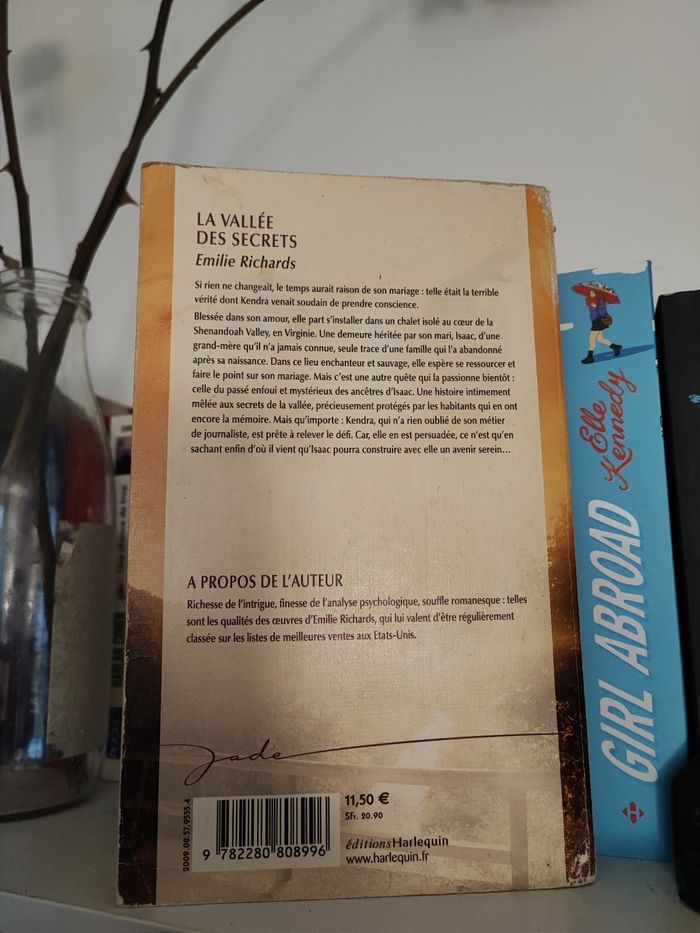 LA VALLÉE
DES SECRETS
Emilie Richards
Si rien ne changeait, le temps aurait raison de son mariage : telle était la terrible
vérité dont Kendra venait soudain de prendre conscience.
Blessée dans son amour, elle part s'installer dans un chalet isolé au cœur de la
Shenandoah Valley, en Virginie. Une demeure héritée par son mari, Isaac, d'une
grand-mère qu'il n'a jamais connue, seule trace d'une famille qui l'a abandonné
après sa naissance. Dans ce lieu enchanteur et sauvage, elle espère se ressourcer et
faire le point sur son mariage. Mais c'est une autre quête qui la passionne bientôt :
celle du passé enfoui et mystérieux des ancêtres d'Isaac. Une histoire intimement
mêlée aux secrets de la vallée, précieusement protégés par les habitants qui en ont
encore la mémoire. Mais qu'importe : Kendra, qui n'a rien oublié de son métier
de journaliste, est prête à relever le défi. Car, elle en est persuadée, ce n'est qu'en
sachant enfin d'où il vient qu'Isaac pourra construire avec elle un avenir serein...
A PROPOS DE L'AUTEUR
Richesse de l'intrigue, finesse de l'analyse psychologique, souffle romanesque : telles
sont les qualités des œuvres d'Emilie Richards, qui lui valent d'être régulièrement
classée sur les listes de meilleures ventes aux Etats-Unis.
Jade
2009.08.57.9555.4
9 782280 808996
11,50 €
SFr. 20.90
éditionsHarlequin
www.harlequin.fr
GIRL ABROAD
Elle
Kennedy